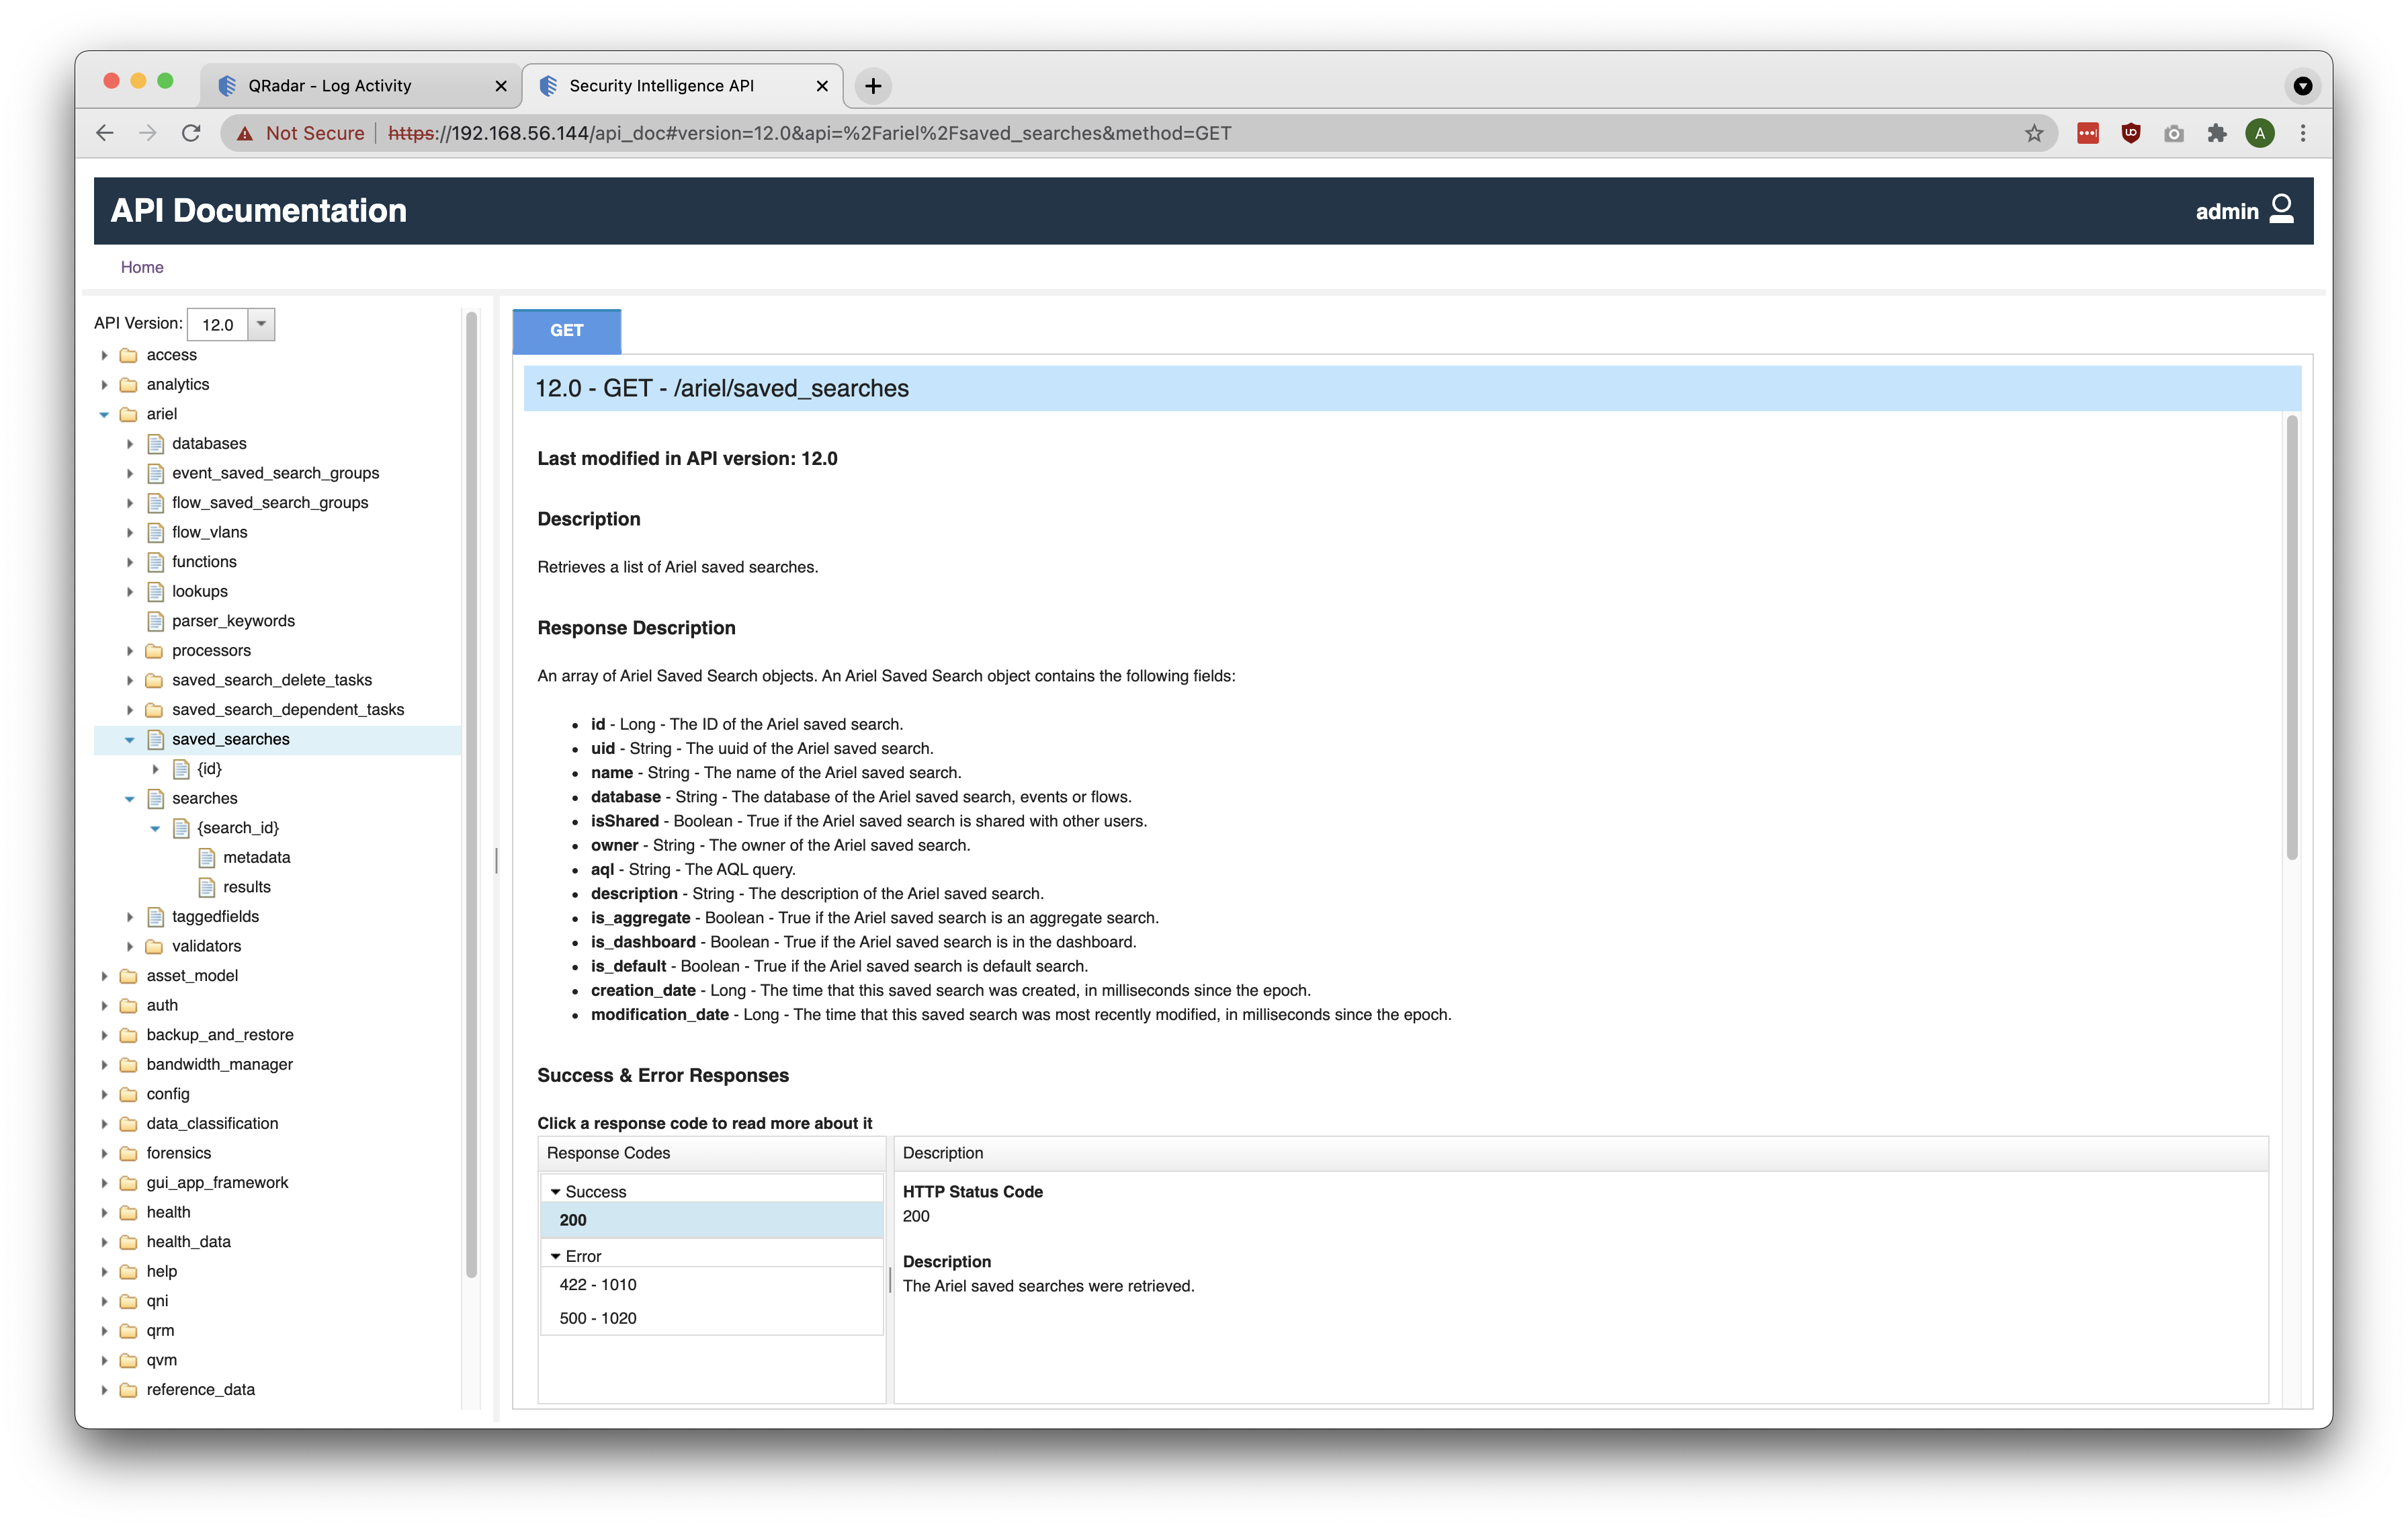 QRadar - Log Activity
Security Intelligence API
Not Secure
https://192.168.56.144/api_doc#version=12.0&api=%2Fariel%2Fsaved_searches&method=GET
A
API Documentation
admin
Home
API Version: 12.0
access
analytics
ariel
databases
event_saved_search_groups
flow_saved_search_groups
flow_vlans
functions
lookups
parser_keywords
processors
saved_search_delete_tasks
saved_search_dependent_tasks
saved_searches
{id}
searches
{search_id}
metadata
results
taggedfields
validators
asset_model
auth
backup_and_restore
bandwidth_manager
config
data_classification
forensics
gui_app_framework
health
health_data
help
qni
qrm
qvm
reference_data
GET
12.0 - GET - /ariel/saved_searches
Last modified in API version: 12.0
Description
Retrieves a list of Ariel saved searches.
Response Description
An array of Ariel Saved Search objects. An Ariel Saved Search object contains the following fields:
• id - Long - The ID of the Ariel saved search.
• uid - String - The uuid of the Ariel saved search.
• name - String - The name of the Ariel saved search.
• database - String - The database of the Ariel saved search, events or flows.
• isShared - Boolean - True if the Ariel saved search is shared with other users.
• owner - String - The owner of the Ariel saved search.
• aql - String - The AQL query.
• description - String - The description of the Ariel saved search.
• is_aggregate - Boolean - True if the Ariel saved search is an aggregate search.
• is_dashboard - Boolean - True if the Ariel saved search is in the dashboard.
• is_default - Boolean - True if the Ariel saved search is default search.
• creation_date - Long - The time that this saved search was created, in milliseconds since the epoch.
• modification_date - Long - The time that this saved search was most recently modified, in milliseconds since the epoch.
Success & Error Responses
Click a response code to read more about it
Response Codes
Success
200
Error
422 - 1010
500 - 1020
Description
HTTP Status Code
200
Description
The Ariel saved searches were retrieved.